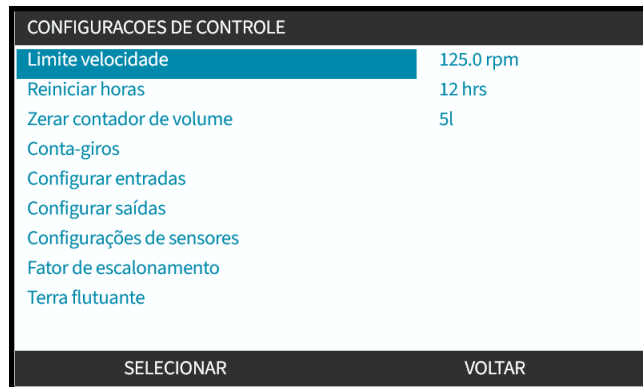 CONFIGURACOES DE CONTROLE
Limite velocidade 125.0 rpm
Reiniciar horas 12 hrs
Zerar contador de volume 5l
Conta-giros
Configurar entradas
Configurar saídas
Configurações de sensores
Fator de escalonamento
Terra flutuante
SELECIONAR VOLTAR